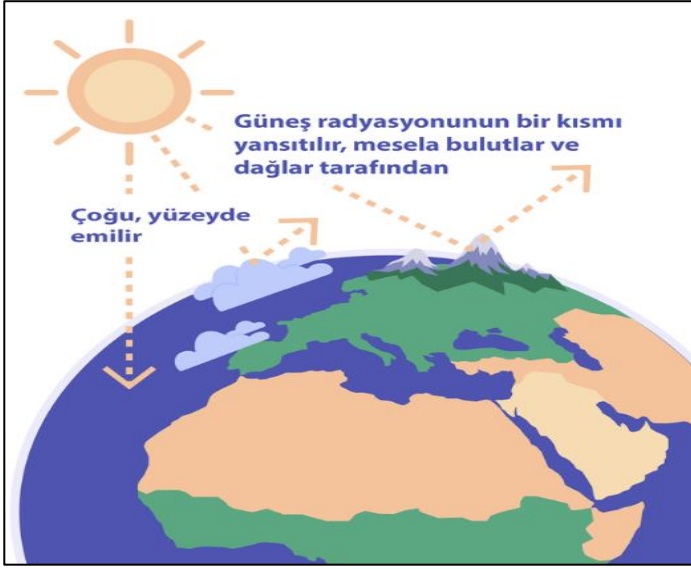 Güneş radyasyonunun bir kısmı
yansıtılır, mesela bulutlar ve
dağlar tarafından
Çoğu, yüzeyde
emilir